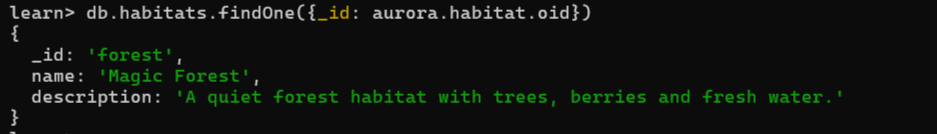 learn> db.habitats.findOne({_id: aurora.habitat.oid})
{
  _id: 'forest',
  name: 'Magic Forest',
  description: 'A quiet forest habitat with trees, berries and fresh water.'
}